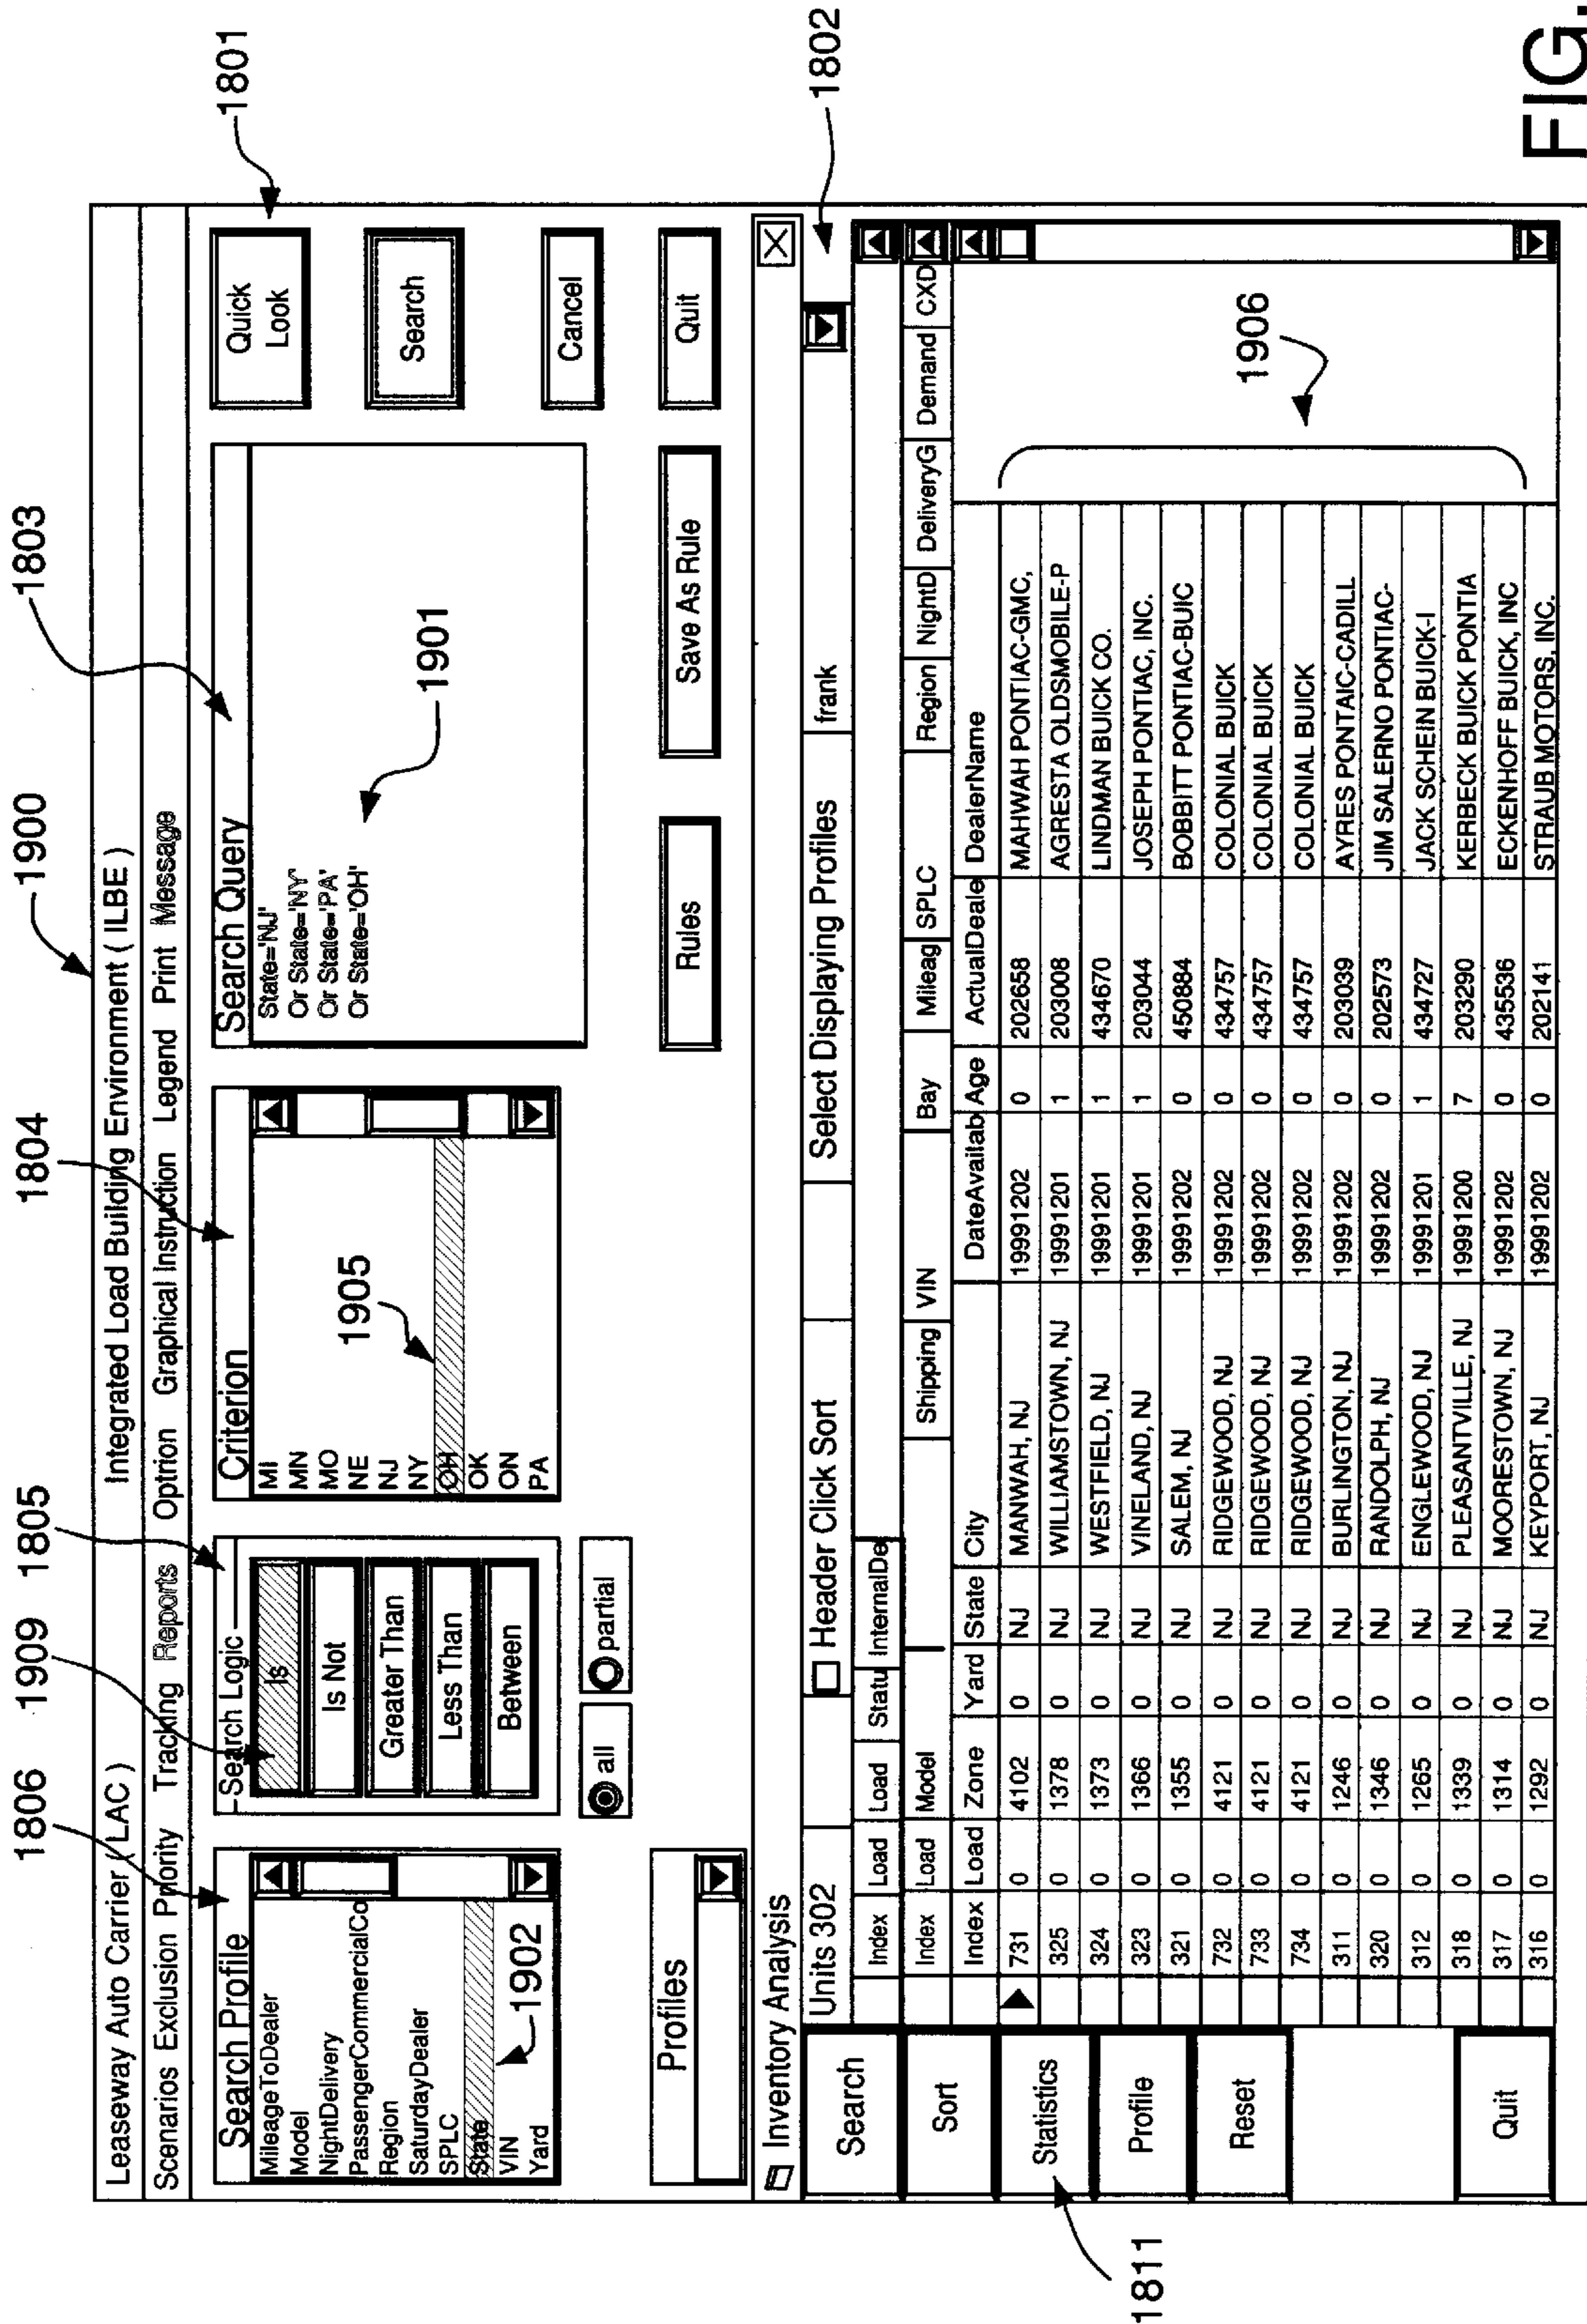 1900
1806
1909
1805
1804
1803
1801
Leaseway Auto Carrier ( LAC )
Integrated Load Building Environment ( ILBE )
Scenarios Exclusion Priority Tracking Reports Optrion Graphical Instruction Legend Print Message
Search Profile
MileageToDealer
Model
NightDelivery
PassengerCommercialCo
Region
SaturdayDealer
SPLC
State
VIN
Yard
1902
Search Logic
Is
Is Not
Greater Than
Less Than
Between
all
partial
Criterion
MI
MN
MO
NE
NJ
NY
OH
OK
ON
PA
1905
Search Query
State='NJ'
Or State='NY'
Or State='PA'
Or State='OH'
1901
Quick Look
Search
Cancel
Quit
Profiles
Rules
Save As Rule
Inventory Analysis
1802
Search
Sort
Statistics
Profile
Reset
Quit
1811
Units 302 Header Click Sort Select Displaying Profiles frank
Index Load Load Statu InternalDe
Index Load Model Shipping VIN Bay Mileag SPLC Region NightD DeliveryG Demand CXD
Index Load Zone Yard State City DateAvailab Age ActualDeale DealerName
731 0 4102 0 NJ MANWAH, NJ 19991202 0 202658 MAHWAH PONTIAC-GMC,
325 0 1378 0 NJ WILLIAMSTOWN, NJ 19991201 1 203008 AGRESTA OLDSMOBILE-P
324 0 1373 0 NJ WESTFIELD, NJ 19991201 1 434670 LINDMAN BUICK CO.
323 0 1366 0 NJ VINELAND, NJ 19991201 1 203044 JOSEPH PONTIAC, INC.
321 0 1355 0 NJ SALEM, NJ 19991202 0 450884 BOBBITT PONTIAC-BUIC
732 0 4121 0 NJ RIDGEWOOD, NJ 19991202 0 434757 COLONIAL BUICK
733 0 4121 0 NJ RIDGEWOOD, NJ 19991202 0 434757 COLONIAL BUICK
734 0 4121 0 NJ RIDGEWOOD, NJ 19991202 0 434757 COLONIAL BUICK
311 0 1246 0 NJ BURLINGTON, NJ 19991202 0 203039 AYRES PONTAIC-CADILL
320 0 1346 0 NJ RANDOLPH, NJ 19991202 0 202573 JIM SALERNO PONTIAC-
312 0 1265 0 NJ ENGLEWOOD, NJ 19991201 1 434727 JACK SCHEIN BUICK-I
318 0 1339 0 NJ PLEASANTVILLE, NJ 19991200 7 203290 KERBECK BUICK PONTIA
317 0 1314 0 NJ MOORESTOWN, NJ 19991202 0 435536 ECKENHOFF BUICK, INC
316 0 1292 0 NJ KEYPORT, NJ 19991202 0 202141 STRAUB MOTORS, INC.
1906
FIG.